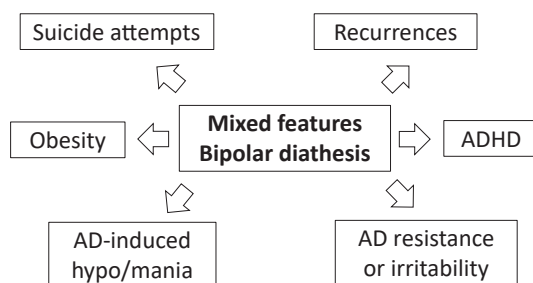 Suicide attempts
Recurrences
Mixed features
Bipolar diathesis
Obesity
ADHD
AD-induced
hypo/mania
AD resistance
or irritability